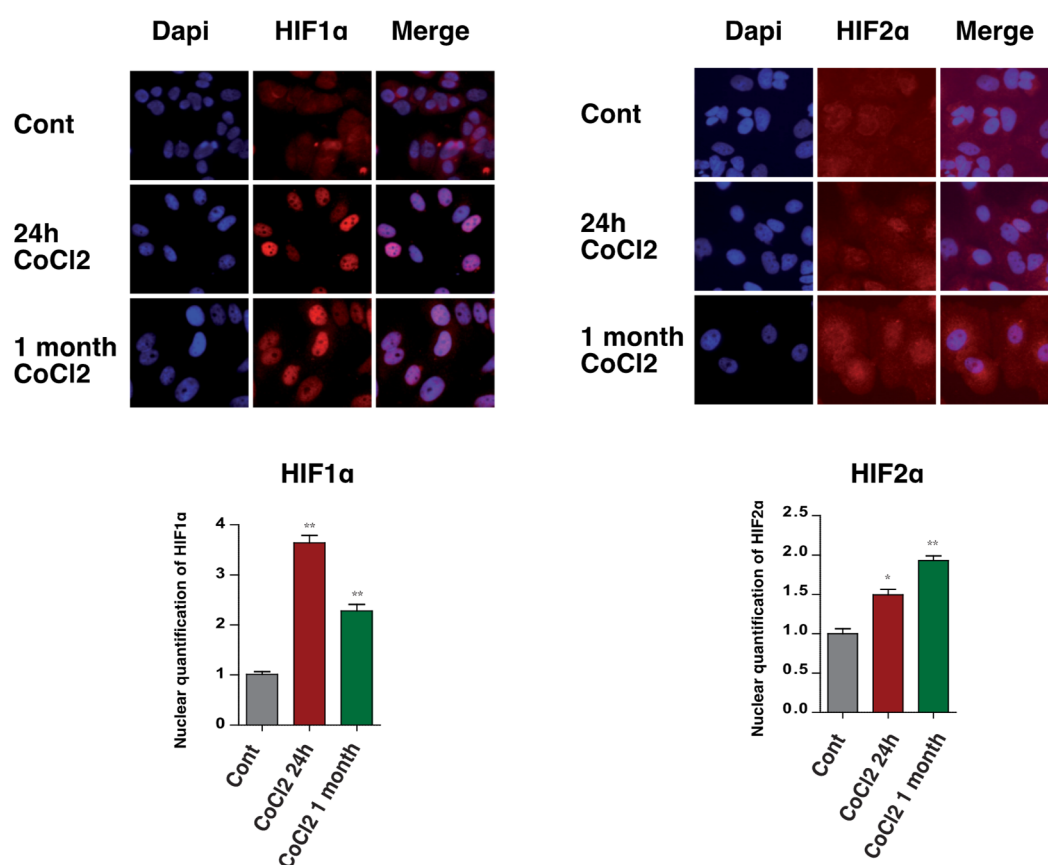 Dapi HIF1α Merge
Cont
24h
CoCl2
1 month
CoCl2
Dapi HIF2α Merge
Cont
24h
CoCl2
1 month
CoCl2
HIF1α
Nuclear quantification of HIF1α
4
3
2
1
0
**
**
Cont
CoCl2 24h
CoCl2 1 month
HIF2α
Nuclear quantification of HIF2α
2.5
2.0
1.5
1.0
0.5
0.0
*
**
Cont
CoCl2 24h
CoCl2 1 month